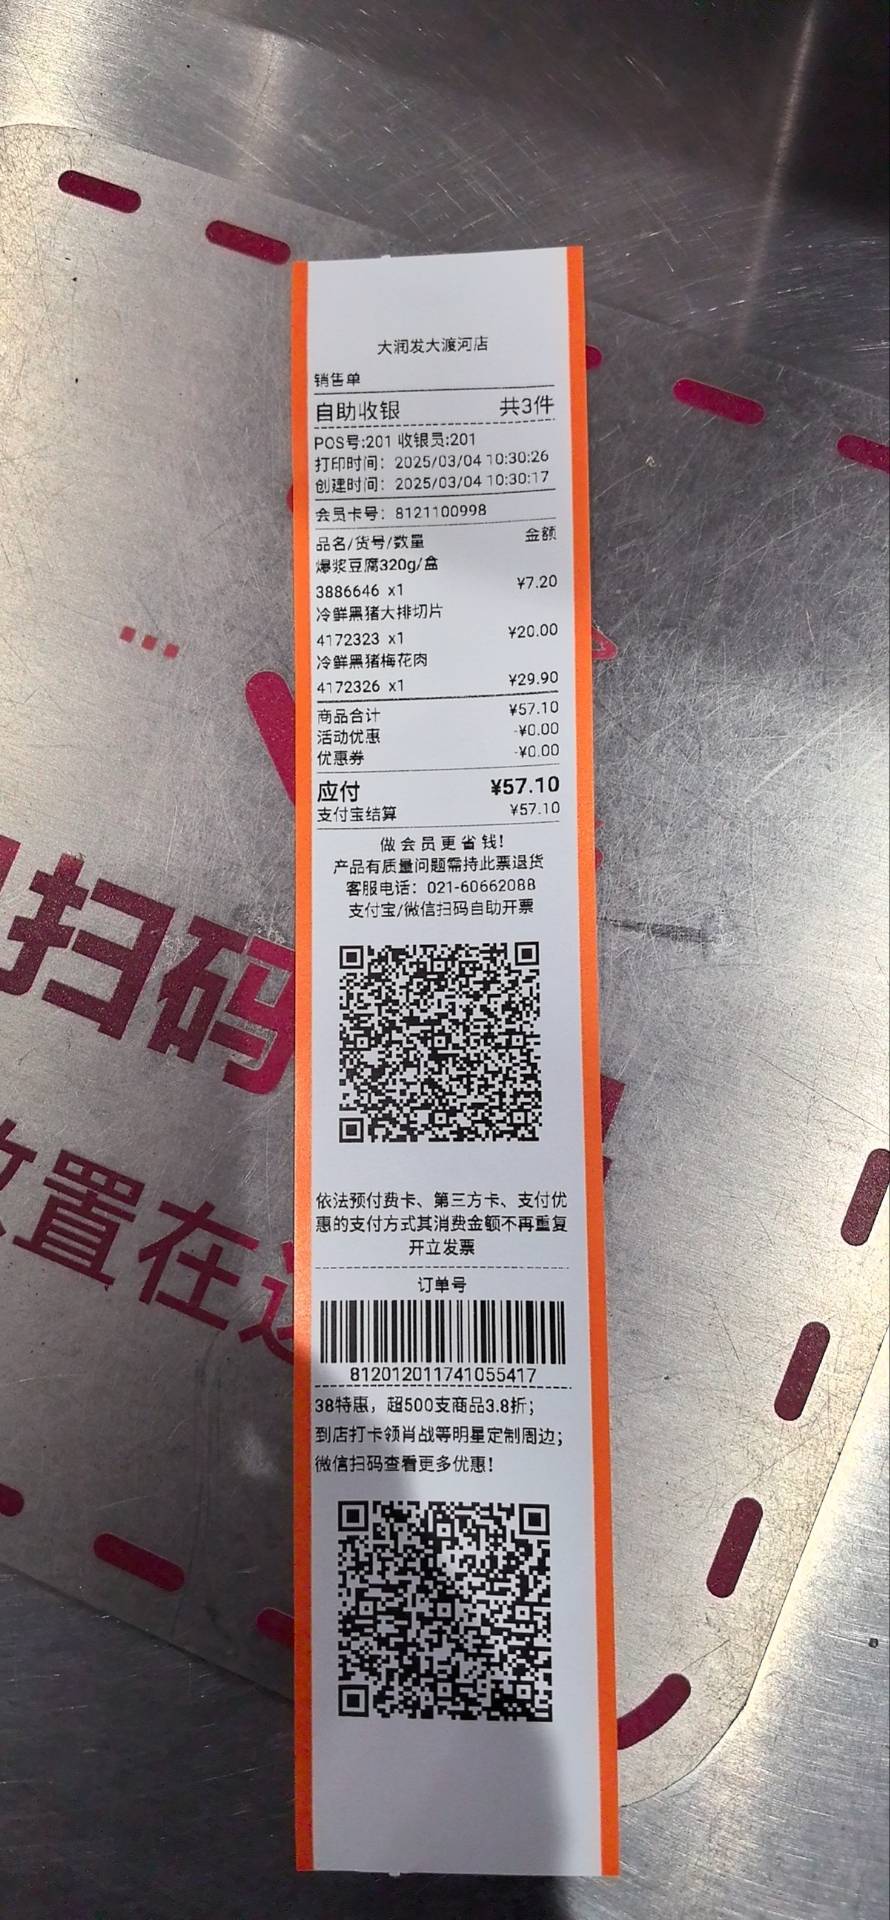 大润发大渡河店
销售单
自助收银 共3件
POS号:201 收银员:201
打印时间：2025/03/04 10:30:26
创建时间：2025/03/04 10:30:17
会员卡号：8121100998
品名/货号/数量 金额
爆浆豆腐320g/盒
3886646 x1 ¥7.20
冷鲜黑猪大排切片
4172323 x1 ¥20.00
冷鲜黑猪梅花肉
4172326 x1 ¥29.90
商品合计 ¥57.10
活动优惠 -¥0.00
优惠券 -¥0.00
应付 ¥57.10
支付宝结算 ¥57.10
做会员更省钱！
产品有质量问题需持此票退货
客服电话：021-60662088
支付宝/微信扫码自助开票
依法预付费卡、第三方卡、支付优
惠的支付方式其消费金额不再重复
开立发票
订单号
812012011741055417
38特惠，超500支商品3.8折；
到店打卡领肖战等明星定制周边；
微信扫码查看更多优惠！
扫码
置在